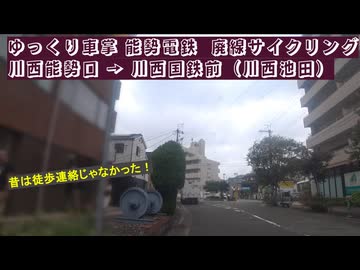 ゆっくり車掌 能勢電鉄 廃線サイクリング
川西能勢口 → 川西国鉄前（川西池田）
昔は徒歩連絡じゃなかった！